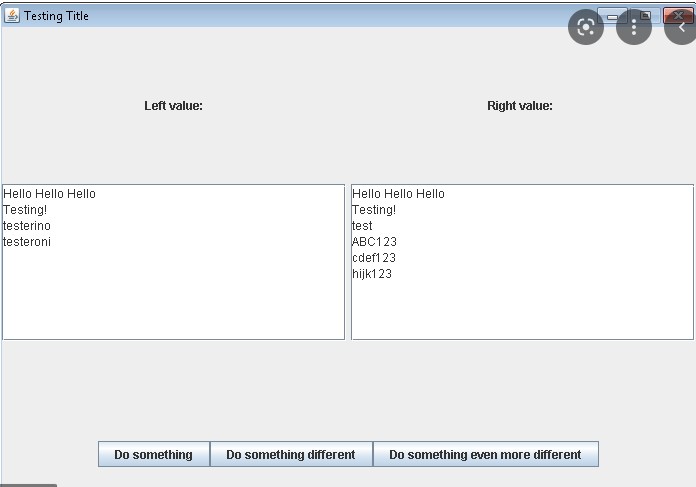 Testing Title
Left value:
Right value:
Hello Hello Hello
Testing!
testerino
testeroni
Hello Hello Hello
Testing!
test
ABC123
cdef123
hijk123
Do something
Do something different
Do something even more different